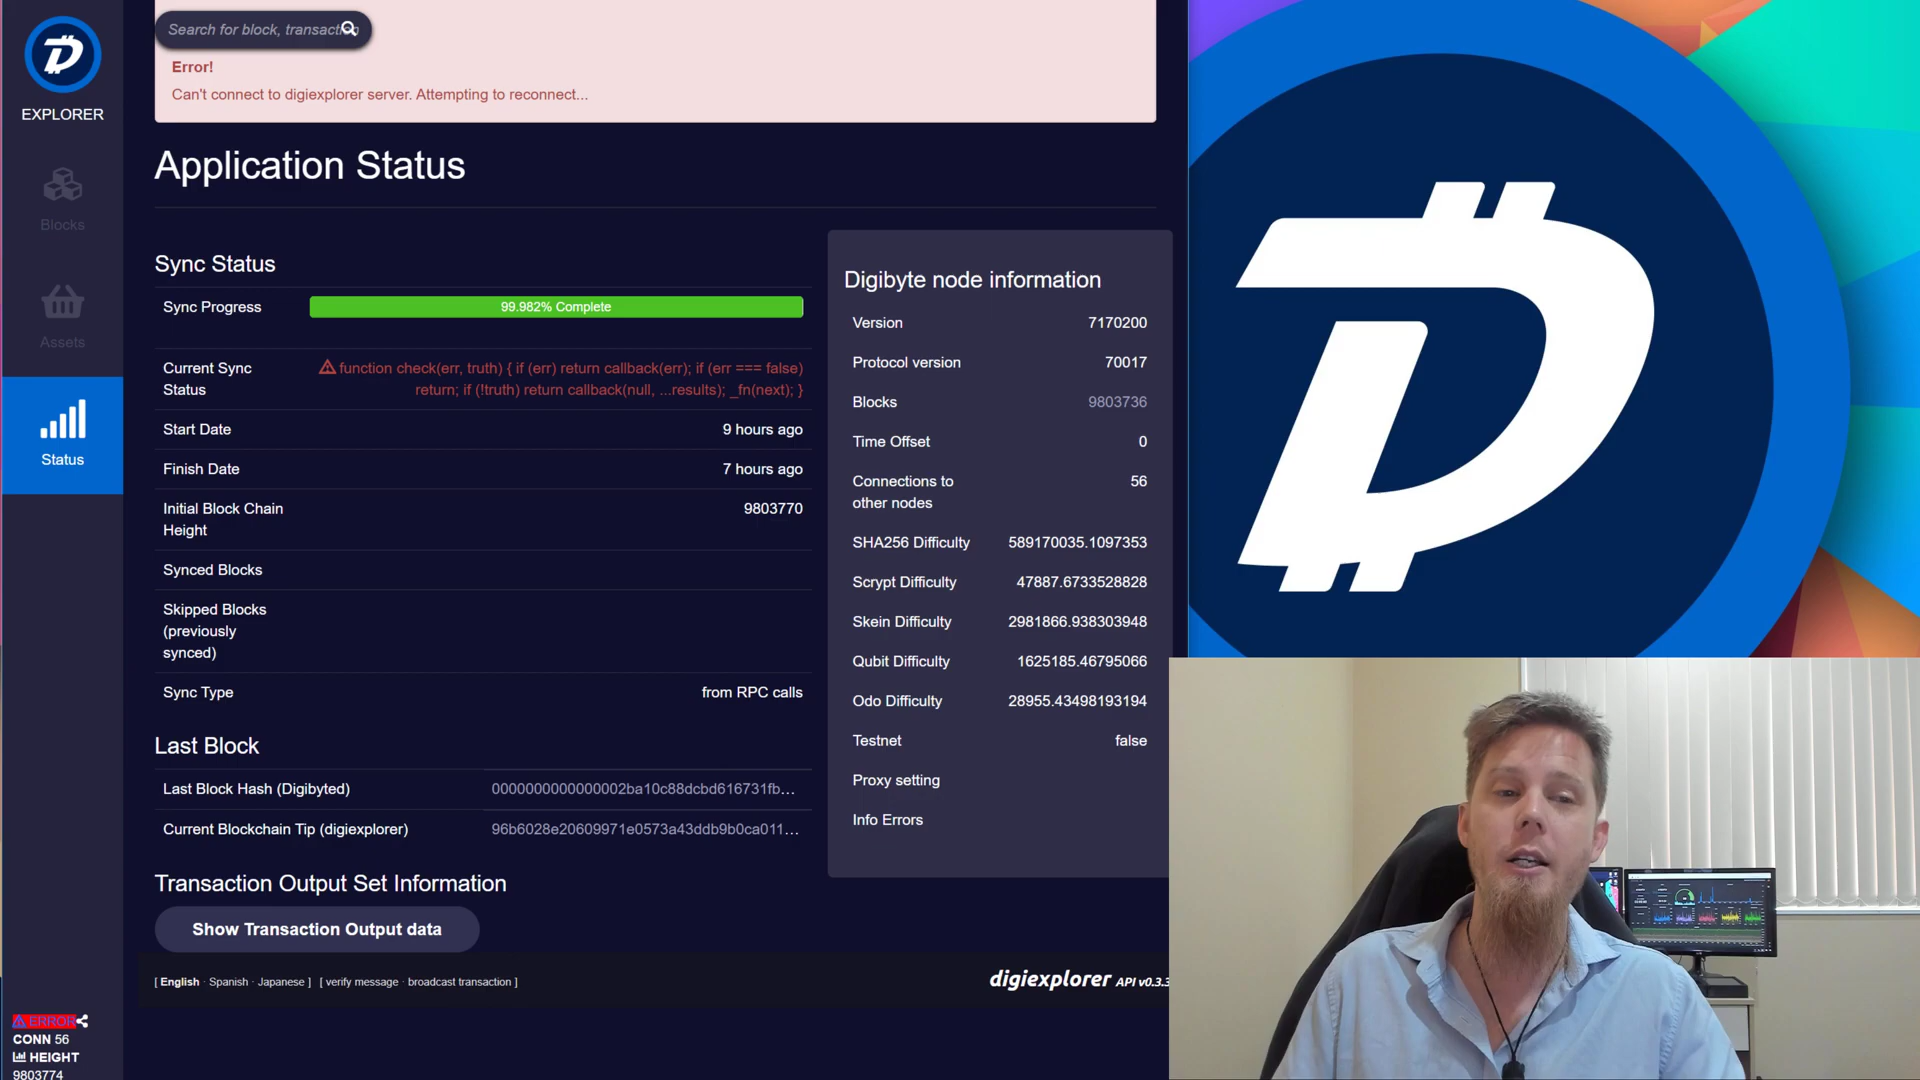 EXPLORER
Blocks
Assets
Status
ERROR
CONN 56
HEIGHT
9803774
Search for block, transaction
Error!
Can't connect to digiexplorer server. Attempting to reconnect...
Application Status
Sync Status
Sync Progress 99.982% Complete
Current Sync Status
function check(err, truth) { if (err) return callback(err); if (err === false)
return; if (!truth) return callback(null, ...results); _fn(next); }
Start Date 9 hours ago
Finish Date 7 hours ago
Initial Block Chain
Height
9803770
Synced Blocks
Skipped Blocks
(previously
synced)
Sync Type from RPC calls
Last Block
Last Block Hash (Digibyted) 0000000000000002ba10c88dcbd616731fb...
Current Blockchain Tip (digiexplorer) 96b6028e20609971e0573a43ddb9b0ca011...
Transaction Output Set Information
Show Transaction Output data
[ English · Spanish · Japanese ] [ verify message · broadcast transaction ]
digiexplorer API v0.3.3
Digibyte node information
Version 7170200
Protocol version 70017
Blocks 9803736
Time Offset 0
Connections to
other nodes
56
SHA256 Difficulty 589170035.1097353
Scrypt Difficulty 47887.6733528828
Skein Difficulty 2981866.938303948
Qubit Difficulty 1625185.46795066
Odo Difficulty 28955.43498193194
Testnet false
Proxy setting
Info Errors